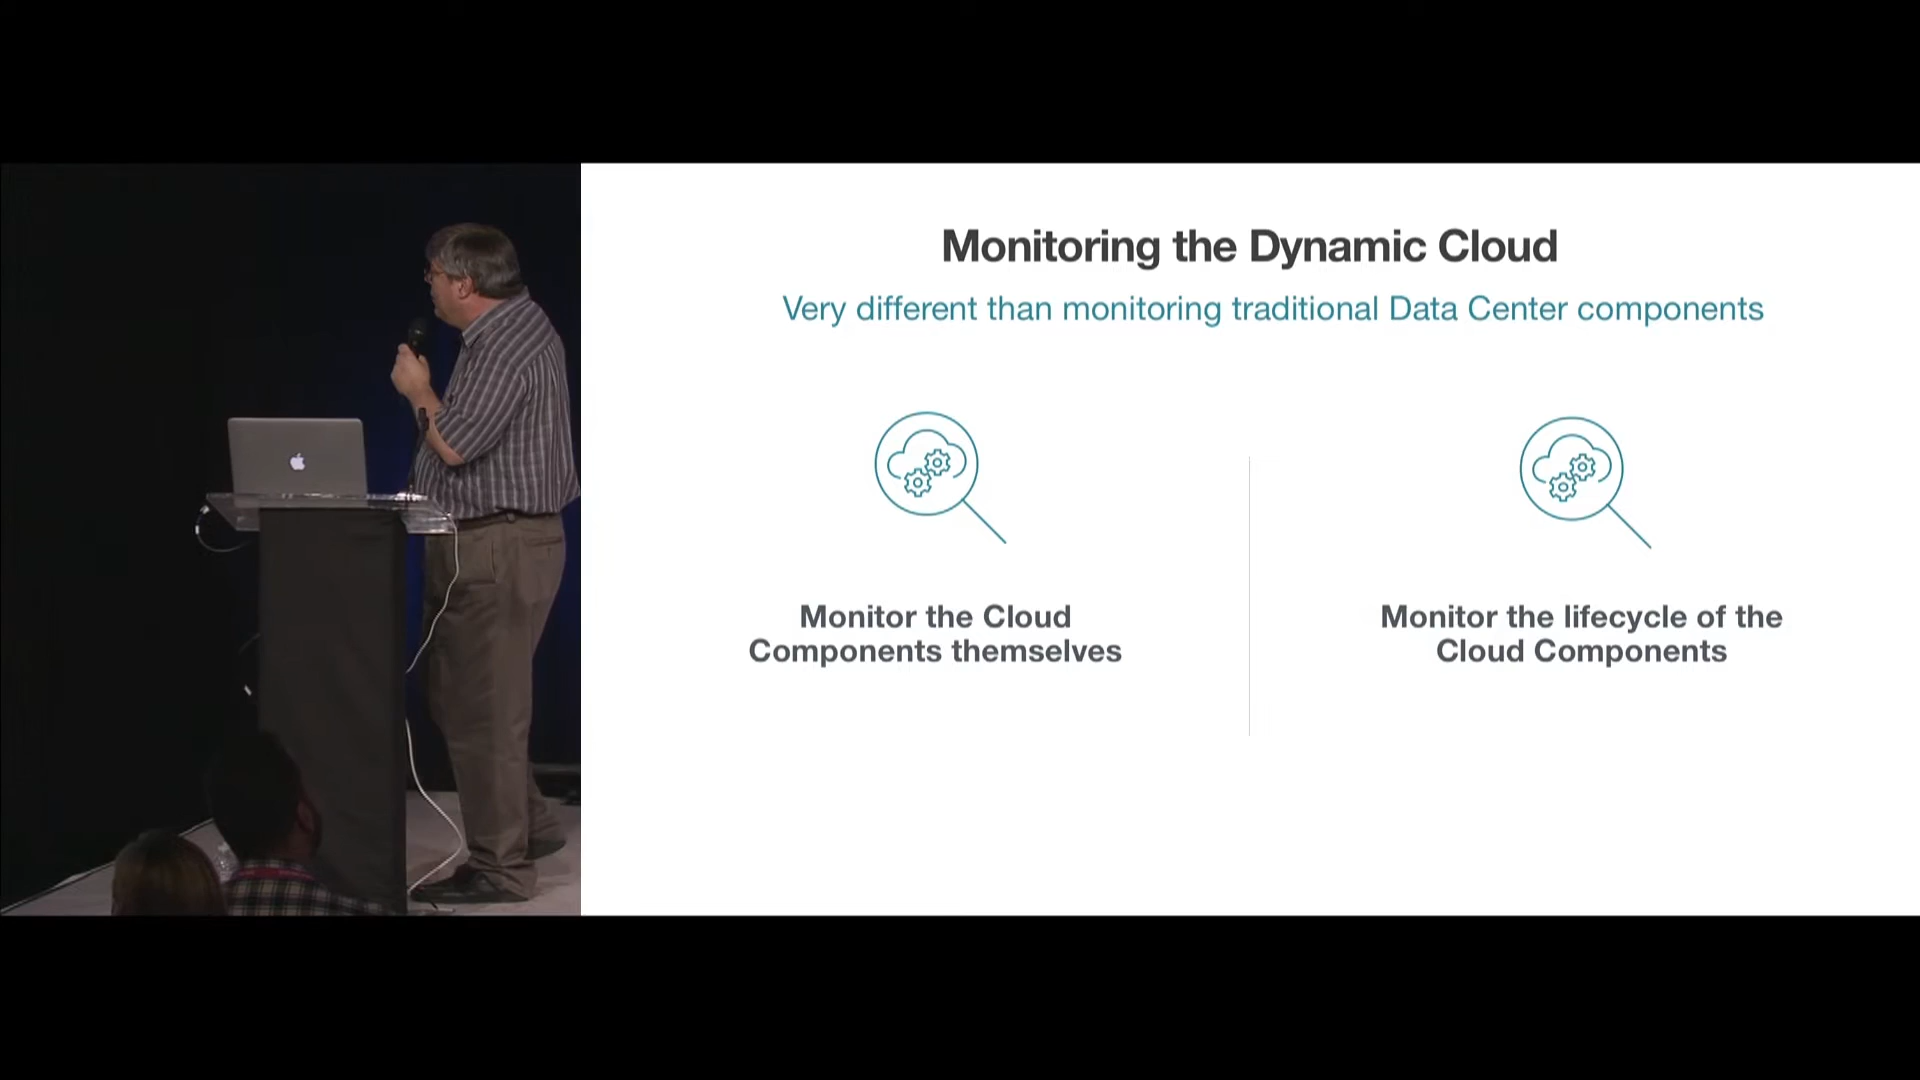 Monitoring the Dynamic Cloud
Very different than monitoring traditional Data Center components
Monitor the Cloud
Components themselves
Monitor the lifecycle of the
Cloud Components